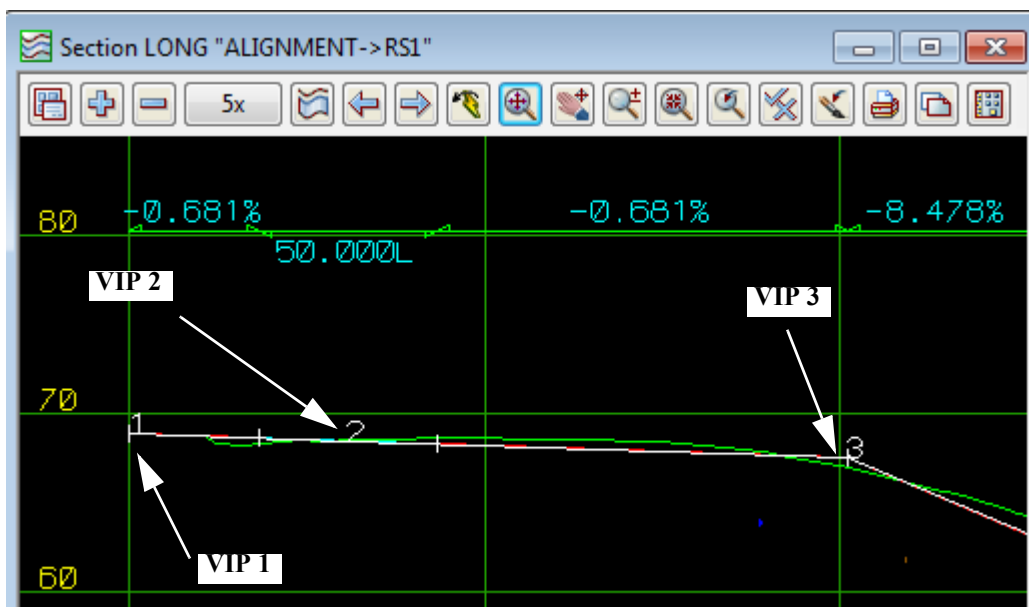 Section LONG "ALIGNMENT->RS1"
5x
80 -0.681% -0.681% -8.478%
50.000L
VIP 2 VIP 3
70
1 2 3
VIP 1
60